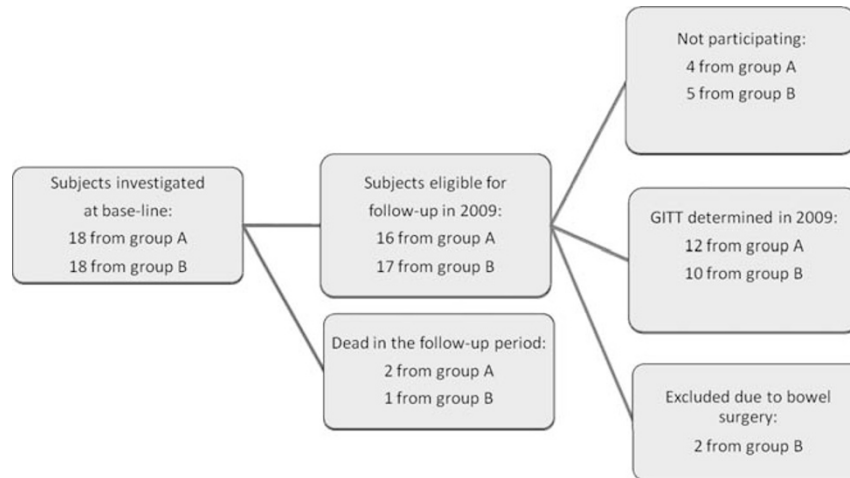 Subjects investigated
at base-line:
18 from group A
18 from group B
Subjects eligible for
follow-up in 2009:
16 from group A
17 from group B
Dead in the follow-up period:
2 from group A
1 from group B
Not participating:
4 from group A
5 from group B
GITT determined in 2009:
12 from group A
10 from group B
Excluded due to bowel
surgery:
2 from group B